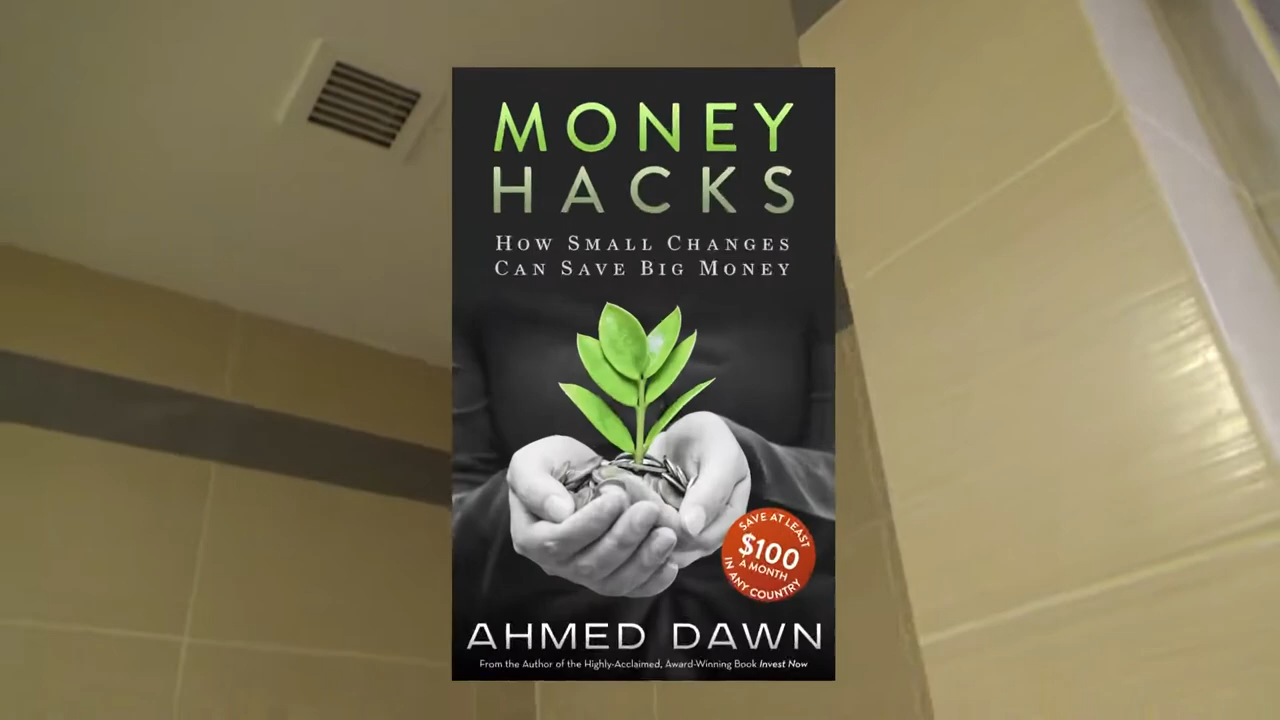 MONEY
HACKS
HOW SMALL CHANGES
CAN SAVE BIG MONEY
SAVE AT LEAST
$100
A MONTH
IN ANY COUNTRY
AHMED DAWN
From the Author of the Highly-Acclaimed, Award-Winning Book Invest Now